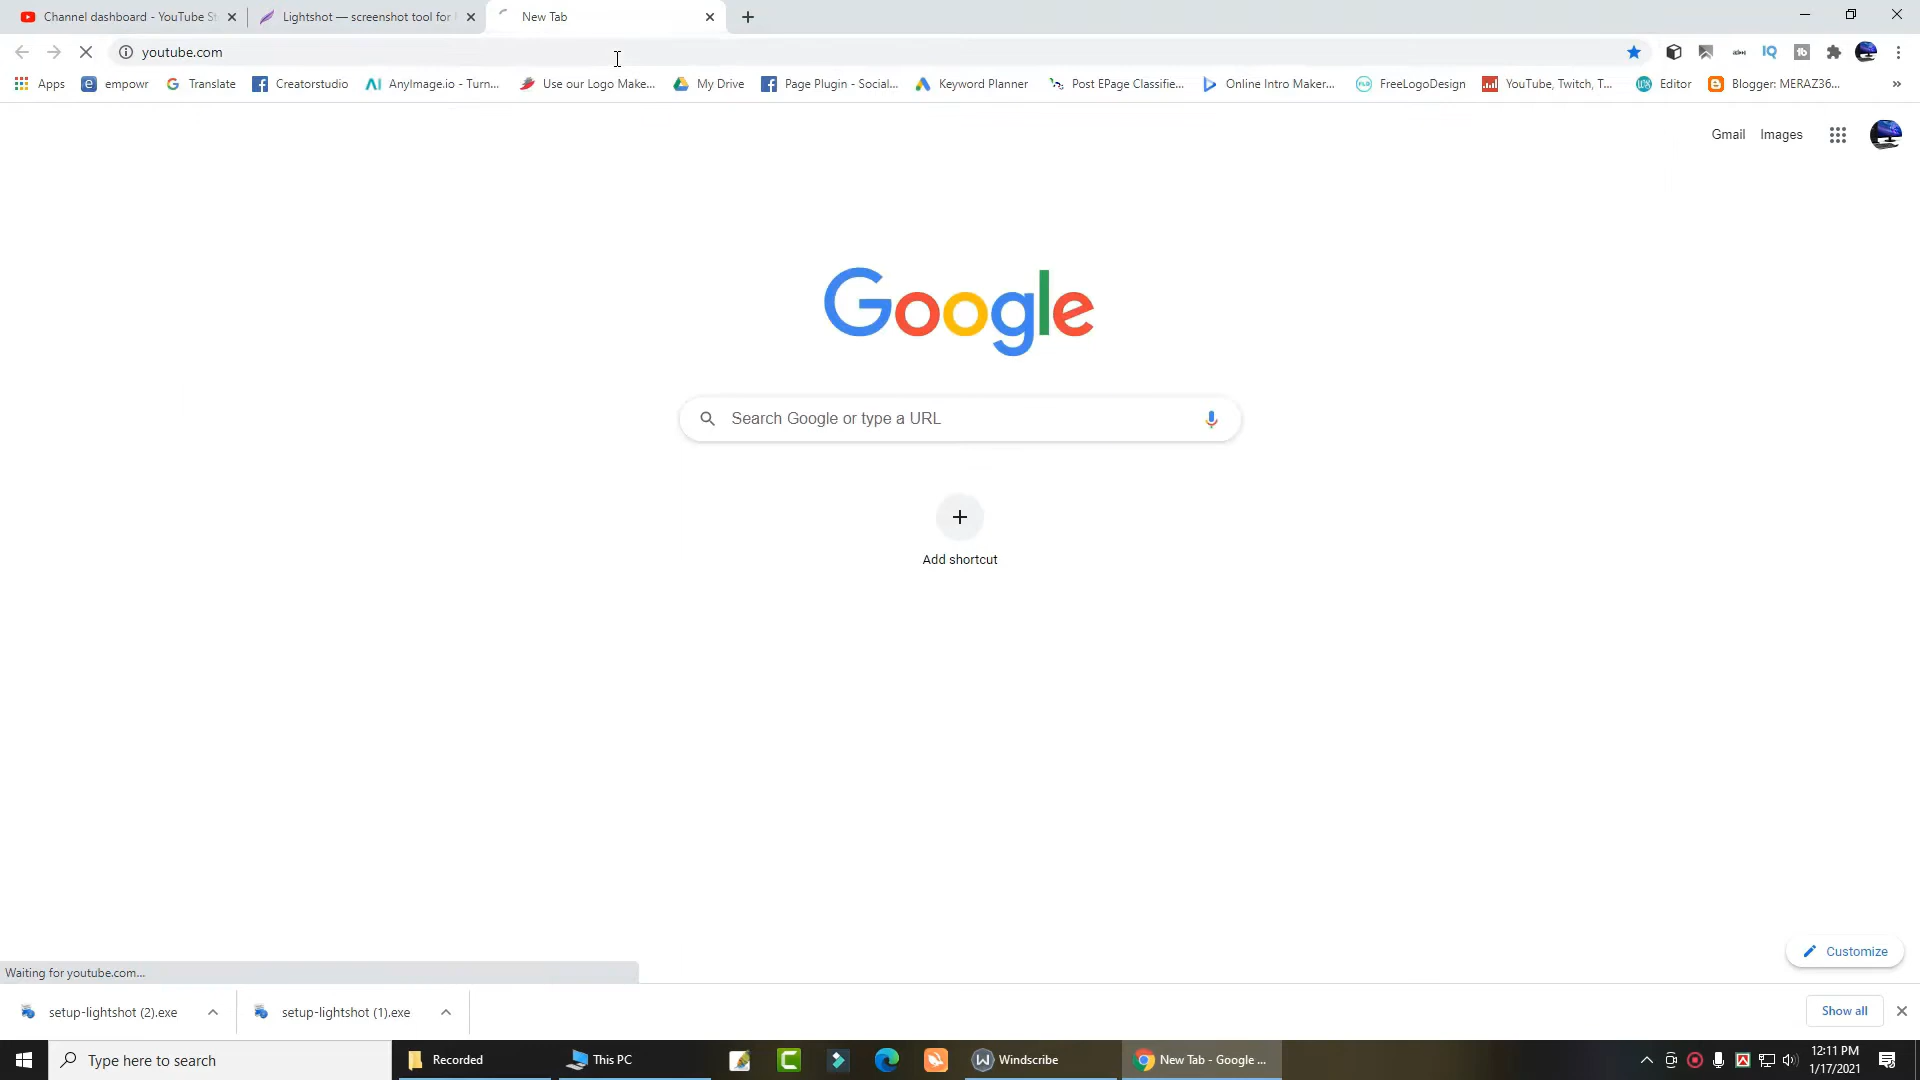 Channel dashboard - YouTube St
Lightshot — screenshot tool for
New Tab
youtube.com
Apps
empowr
Translate
Creatorstudio
AnyImage.io - Turn...
Use our Logo Make...
My Drive
Page Plugin - Social...
Keyword Planner
Post EPage Classifie...
Online Intro Maker...
FreeLogoDesign
YouTube, Twitch, T...
Editor
Blogger: MERAZ36...
»
Gmail
Images
Google
Search Google or type a URL
Add shortcut
Customize
Waiting for youtube.com...
setup-lightshot (2).exe
setup-lightshot (1).exe
Show all
Type here to search
Recorded
This PC
Windscribe
New Tab - Google ...
12:11 PM
1/17/2021